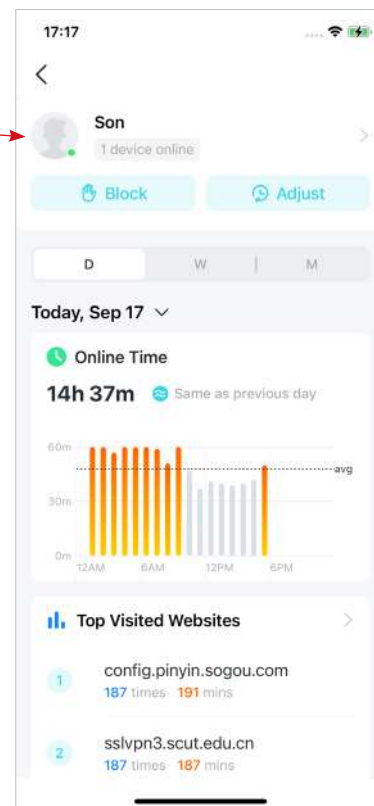 17:17
Son
1 device online
Block
Adjust
D W M
Today, Sep 17
Online Time
14h 37m Same as previous day
60m
avg
30m
0m
12AM 6AM 12PM 6PM
Top Visited Websites
1 config.pinyin.sogou.com
187 times 191 mins
2 sslvpn3.scut.edu.cn
187 times 187 mins